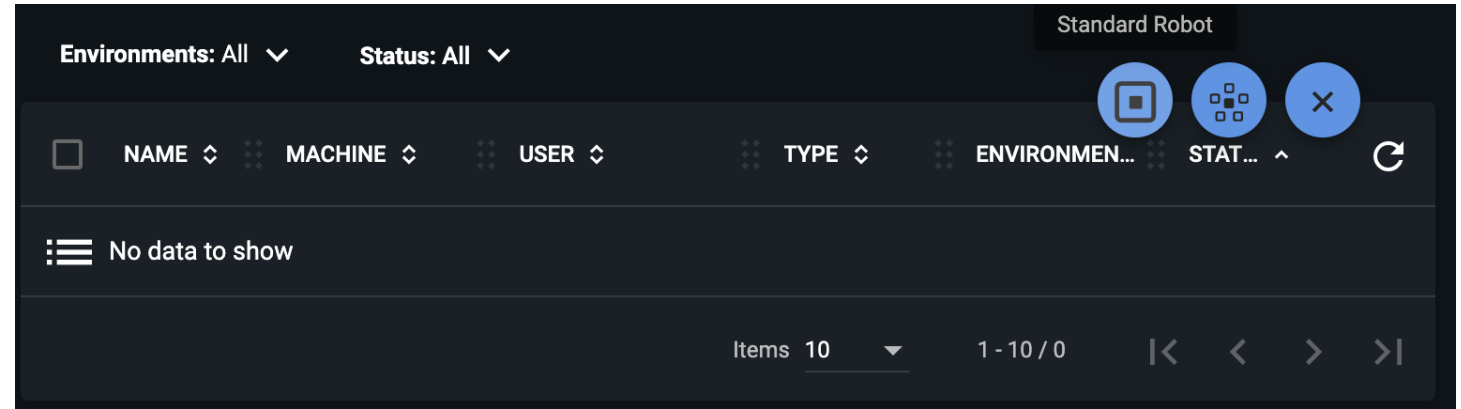 Standard Robot
Environments: All Status: All
NAME MACHINE USER TYPE ENVIRONMEN... STAT...
No data to show
Items 10 1 - 10 / 0